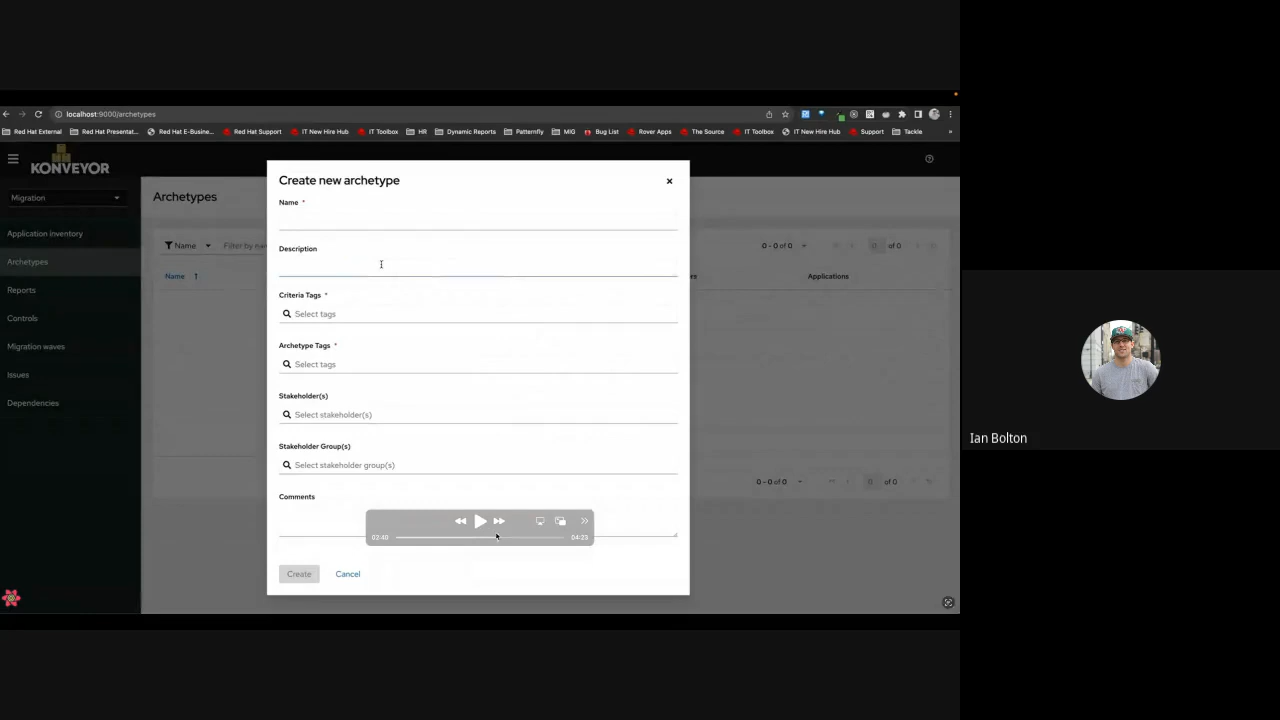 localhost:9000/archetypes
Red Hat External
Red Hat Presentat...
Red Hat E-Busine...
Red Hat Support
IT New Hire Hub
IT Toolbox
HR
Dynamic Reports
Patternfly
MIG
Bug List
Rover Apps
The Source
IT Toolbox
IT New Hire Hub
Support
Tackle
»
KONVEYOR
Migration
Application inventory
Archetypes
Reports
Controls
Migration waves
Issues
Dependencies
Archetypes
Name
Filter by
0 - 0 of 0
0 of 0
Name
Applications
0 - 0 of 0
0 of 0
Create new archetype
Name *
Description
Criteria Tags *
Select tags
Archetype Tags *
Select tags
Stakeholder(s)
Select stakeholder(s)
Stakeholder Group(s)
Select stakeholder group(s)
Comments
02:40
04:23
Create
Cancel
Ian Bolton